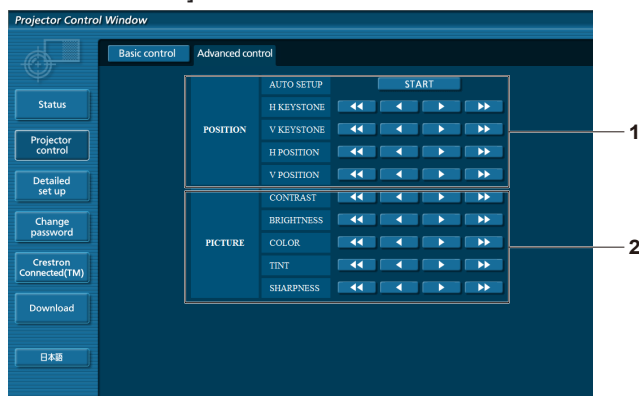 ]
Projector Control Window
Basic control Advanced control
Status
Projector
control
Detailed
set up
Change
password
Crestron
Connected(TM)
Download
日本語
POSITION
AUTO SETUP START
H KEYSTONE
V KEYSTONE
H POSITION
V POSITION
1
PICTURE
CONTRAST
BRIGHTNESS
COLOR
TINT
SHARPNESS
2